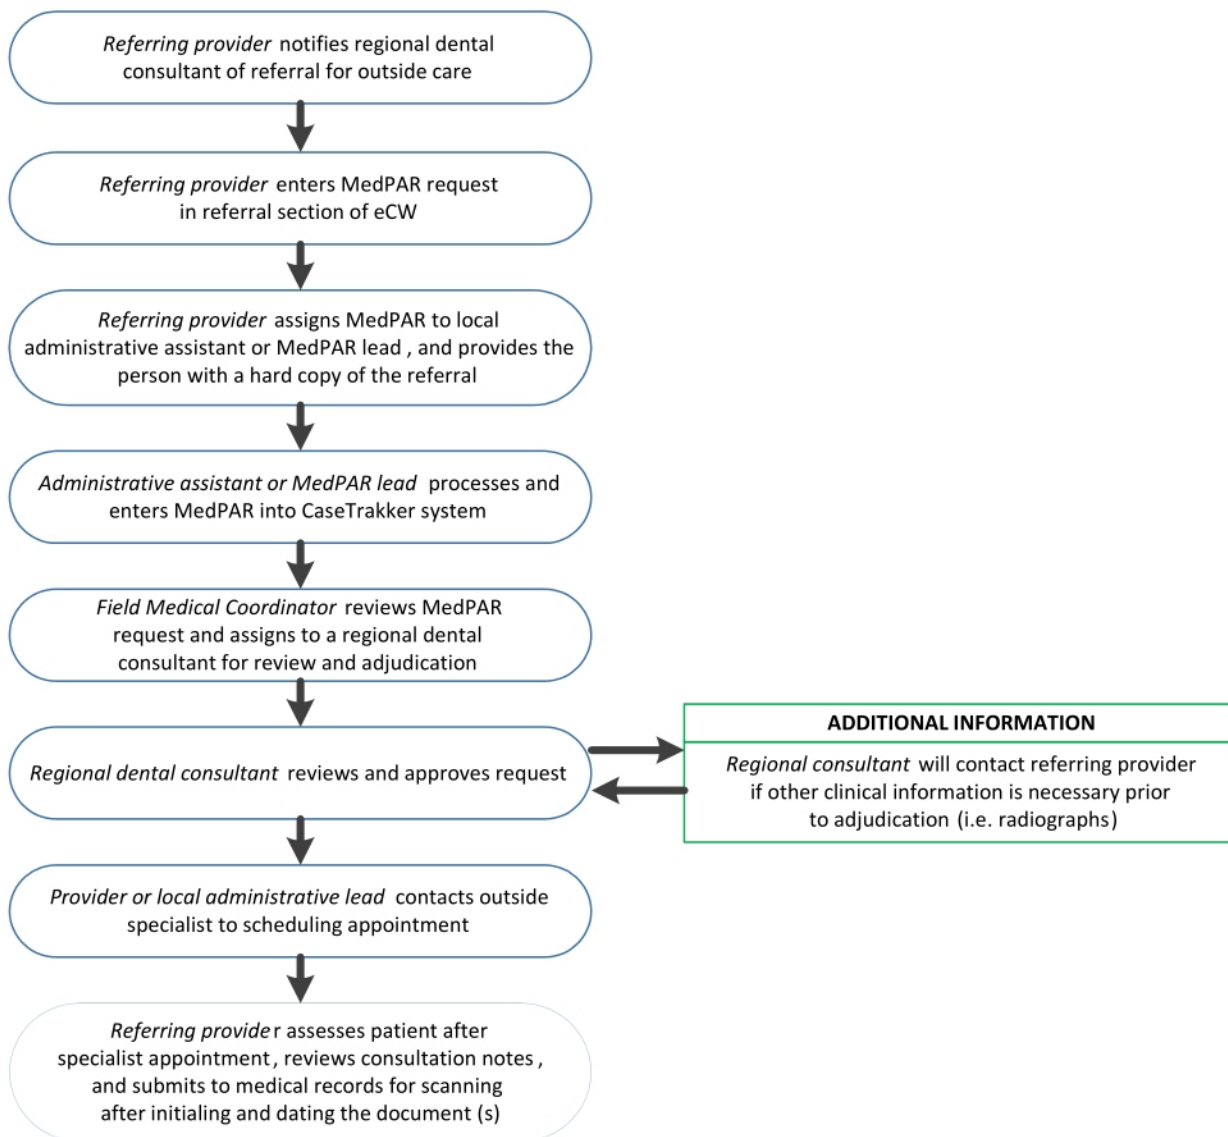 Referring provider notifies regional dental
consultant of referral for outside care
Referring provider enters MedPAR request
in referral section of eCW
Referring provider assigns MedPAR to local
administrative assistant or MedPAR lead , and provides the
person with a hard copy of the referral
Administrative assistant or MedPAR lead processes and
enters MedPAR into CaseTrakker system
Field Medical Coordinator reviews MedPAR
request and assigns to a regional dental
consultant for review and adjudication
Regional dental consultant reviews and approves request
ADDITIONAL INFORMATION
Regional consultant will contact referring provider
if other clinical information is necessary prior
to adjudication (i.e. radiographs)
Provider or local administrative lead contacts outside
specialist to scheduling appointment
Referring provider assesses patient after
specialist appointment , reviews consultation notes ,
and submits to medical records for scanning
after initialing and dating the document (s)